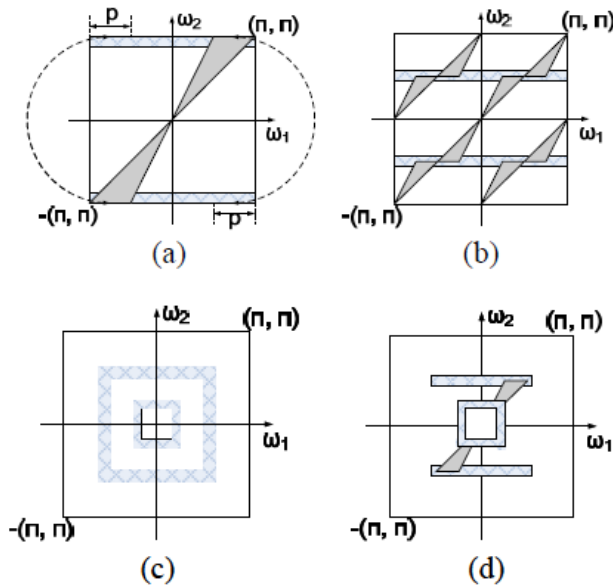 p
ω2
(π, π)
ω1
-(π, π)
p
(a)
ω2
(π, π)
ω1
-(π, π)
(b)
ω2
(π, π)
ω1
-(π, π)
(c)
ω2
(π, π)
ω1
-(π, π)
(d)